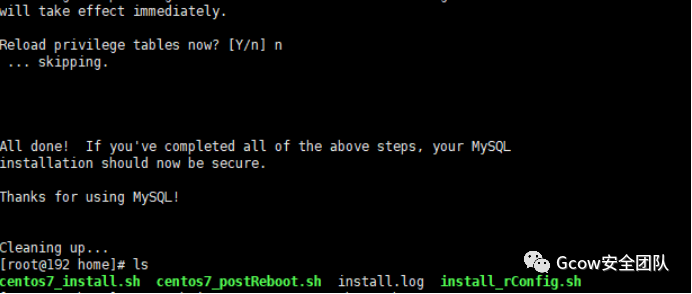 will take effect immediately.
Reload privilege tables now? [Y/n] n
... skipping.
All done!  If you've completed all of the above steps, your MySQL
installation should now be secure.
Thanks for using MySQL!
Cleaning up...
[root@192 home]# ls
centos7_install.sh  centos7_postReboot.sh  install.log  install_rConfig.sh
Gcow安全团队